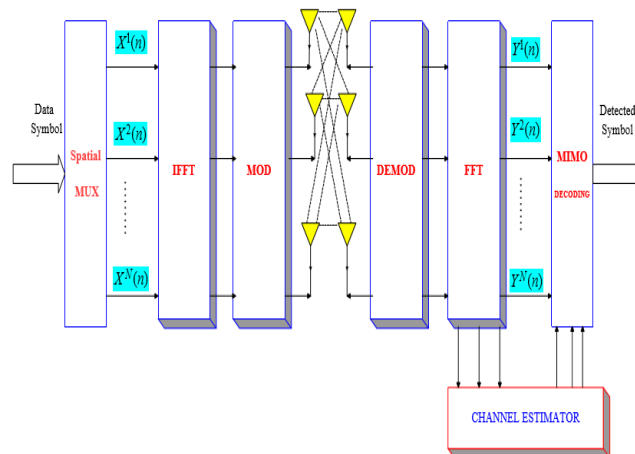 Data
Symbol
Spatial
MUX
X¹(n)
X²(n)
Xᴺ(n)
IFFT
MOD
DEMOD
FFT
Y¹(n)
Y²(n)
Yᴺ(n)
MIMO
DECODING
Detected
Symbol
CHANNEL ESTIMATOR